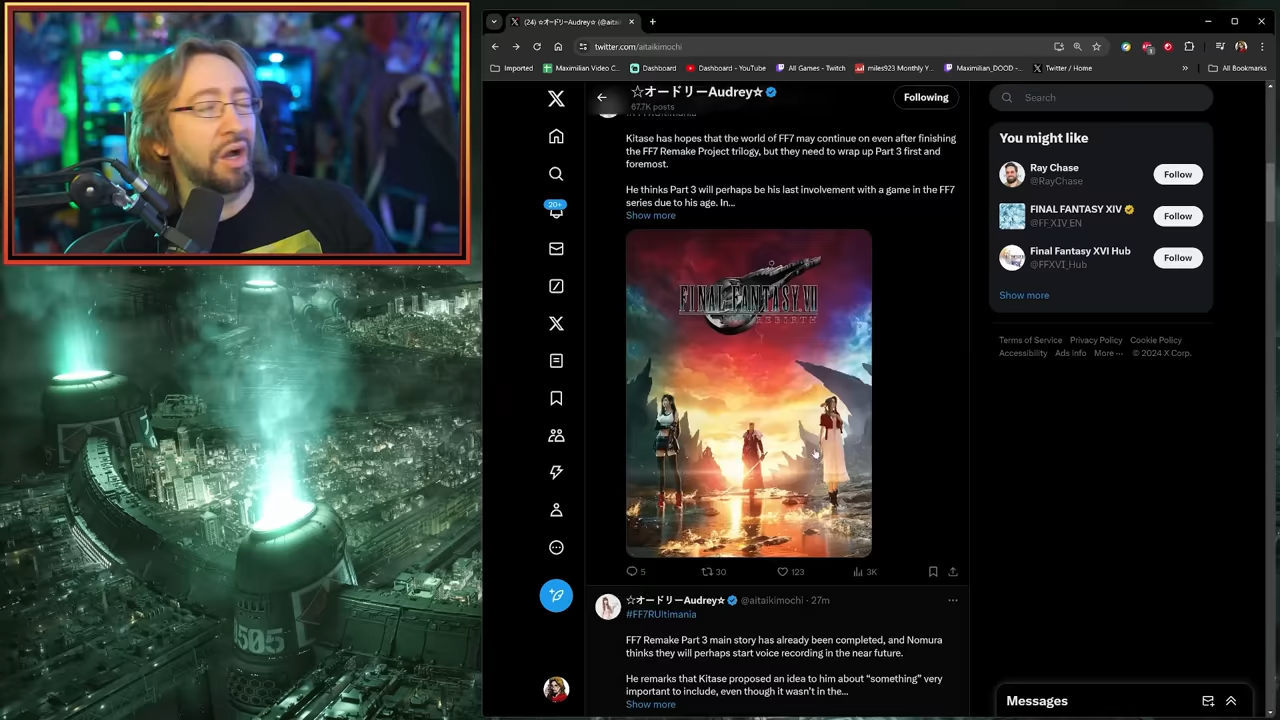 (24) ☆オードリーAudrey☆ (@aitai
twitter.com/aitaikimochi
Imported
Maximilian Video C...
Dashboard
Dashboard - YouTube
All Games - Twitch
miles923 Monthly Y...
Maximilian_DOOD -...
Twitter / Home
All Bookmarks
☆オードリーAudrey☆
67.7K posts
Following
Search
Kitase has hopes that the world of FF7 may continue on even after finishing
the FF7 Remake Project trilogy, but they need to wrap up Part 3 first and
foremost.
He thinks Part 3 will perhaps be his last involvement with a game in the FF7
series due to his age. In...
Show more
FINAL FANTASY VII
REBIRTH
5
30
123
3K
☆オードリーAudrey☆ @aitaikimochi · 27m
#FF7RUltimania
FF7 Remake Part 3 main story has already been completed, and Nomura
thinks they will perhaps start voice recording in the near future.
He remarks that Kitase proposed an idea to him about “something” very
important to include, even though it wasn’t in the...
Show more
20+
You might like
Ray Chase
@RayChase
Follow
FINAL FANTASY XIV
@FF_XIV_EN
Follow
Final Fantasy XVI Hub
@FFXVI_Hub
Follow
Show more
Terms of Service Privacy Policy Cookie Policy
Accessibility Ads info More ··· © 2024 X Corp.
Messages